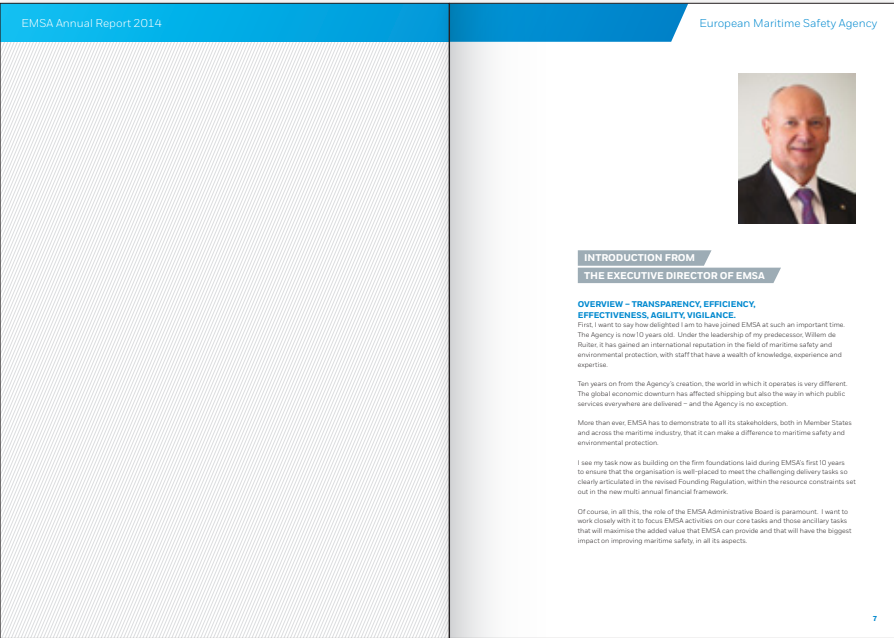 EMSA Annual Report 2014
European Maritime Safety Agency
INTRODUCTION FROM
THE EXECUTIVE DIRECTOR OF EMSA
OVERVIEW – TRANSPARENCY, EFFICIENCY,
EFFECTIVENESS, AGILITY, VIGILANCE.
First, I want to say how delighted I am to have joined EMSA at such an important time.
The Agency is now 10 years old. Under the leadership of my predecessor, Willem de
Ruiter, it has gained an international reputation in the field of maritime safety and
environmental protection, with staff that have a wealth of knowledge, experience and
expertise.
Ten years on from the Agency's creation, the world in which it operates is very different.
The global economic downturn has affected shipping but also the way in which public
services everywhere are delivered – and the Agency is no exception.
More than ever, EMSA has to demonstrate to all its stakeholders, both in Member States
and across the maritime industry, that it can make a difference to maritime safety and
environmental protection.
I see my task now as building on the firm foundations laid during EMSA's first 10 years
to ensure that the organisation is well-placed to meet the challenging delivery tasks so
clearly articulated in the revised Founding Regulation, within the resource constraints set
out in the new multi annual financial framework.
Of course, in all this, the role of the EMSA Administrative Board is paramount. I want to
work closely with it to focus EMSA activities on our core tasks and those ancillary tasks
that will maximise the added value that EMSA can provide and that will have the biggest
impact on improving maritime safety, in all its aspects.
7